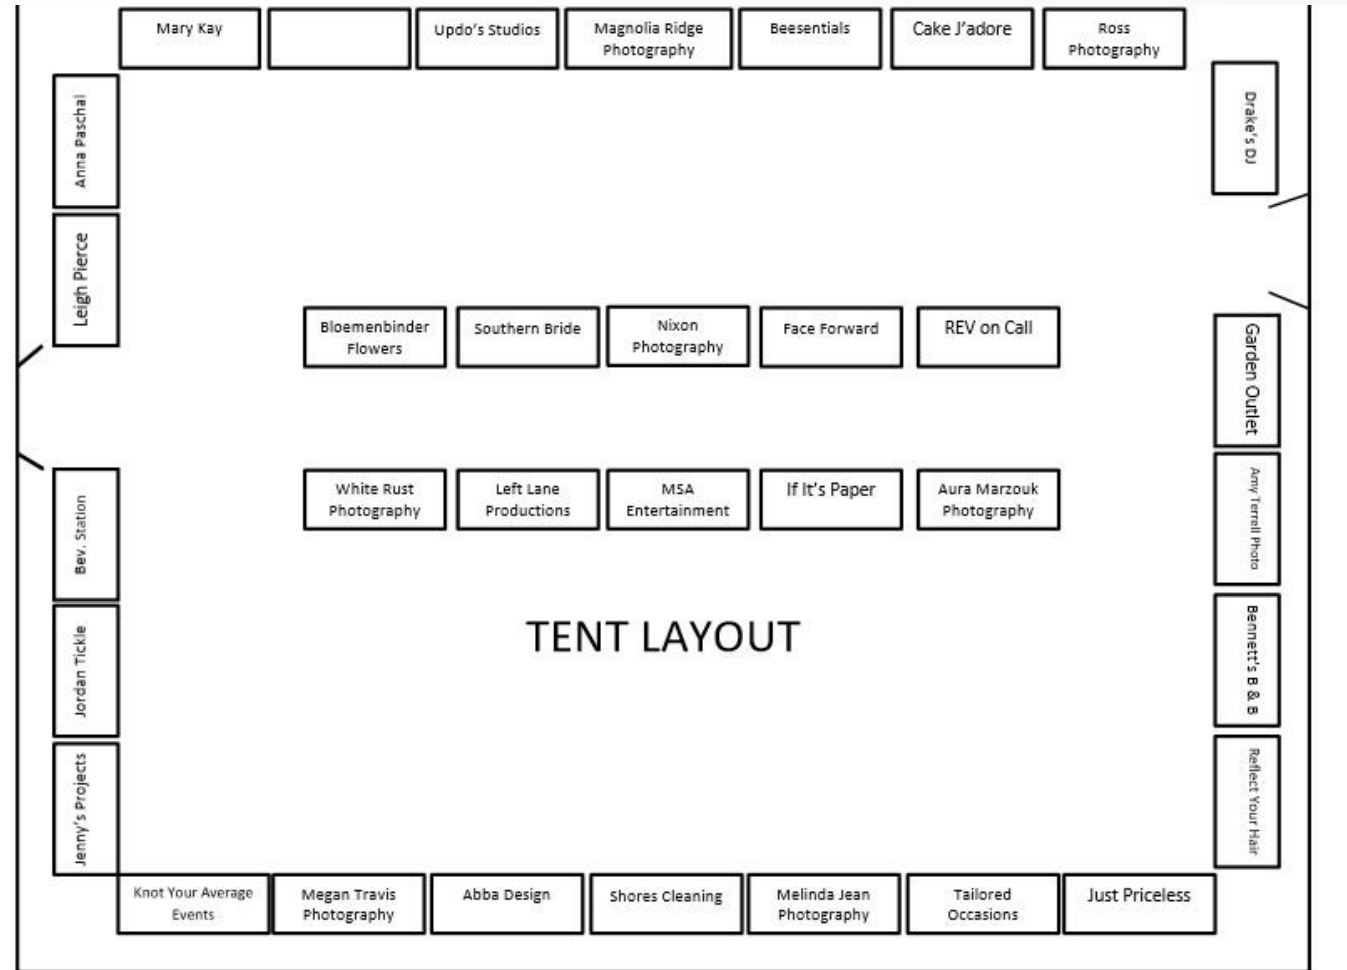 Mary Kay
Updo's Studios
Magnolia Ridge
Photography
Beesentials
Cake J'adore
Ross
Photography
Anna Paschal
Drake's DJ
Leigh Pierce
Bloemenbinder
Flowers
Southern Bride
Nixon
Photography
Face Forward
REV on Call
Garden Outlet
Bev. Station
White Rust
Photography
Left Lane
Productions
MSA
Entertainment
If It's Paper
Aura Marzouk
Photography
Amy Terrell Photo
Jordan Tickle
TENT LAYOUT
Bennett's B & B
Jenny's Projects
Reflect Your Hair
Knot Your Average
Events
Megan Travis
Photography
Abba Design
Shores Cleaning
Melinda Jean
Photography
Tailored
Occasions
Just Priceless